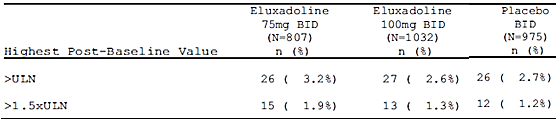 Eluxadoline Eluxadoline Placebo
75mg BID 100mg BID BID
(N=807) (N=1032) (N=975)
Highest Post-Baseline Value n (%) n (%) n (%)
>ULN 26 ( 3.2%) 27 ( 2.6%) 26 ( 2.7%)
>1.5xULN 15 ( 1.9%) 13 ( 1.3%) 12 ( 1.2%)